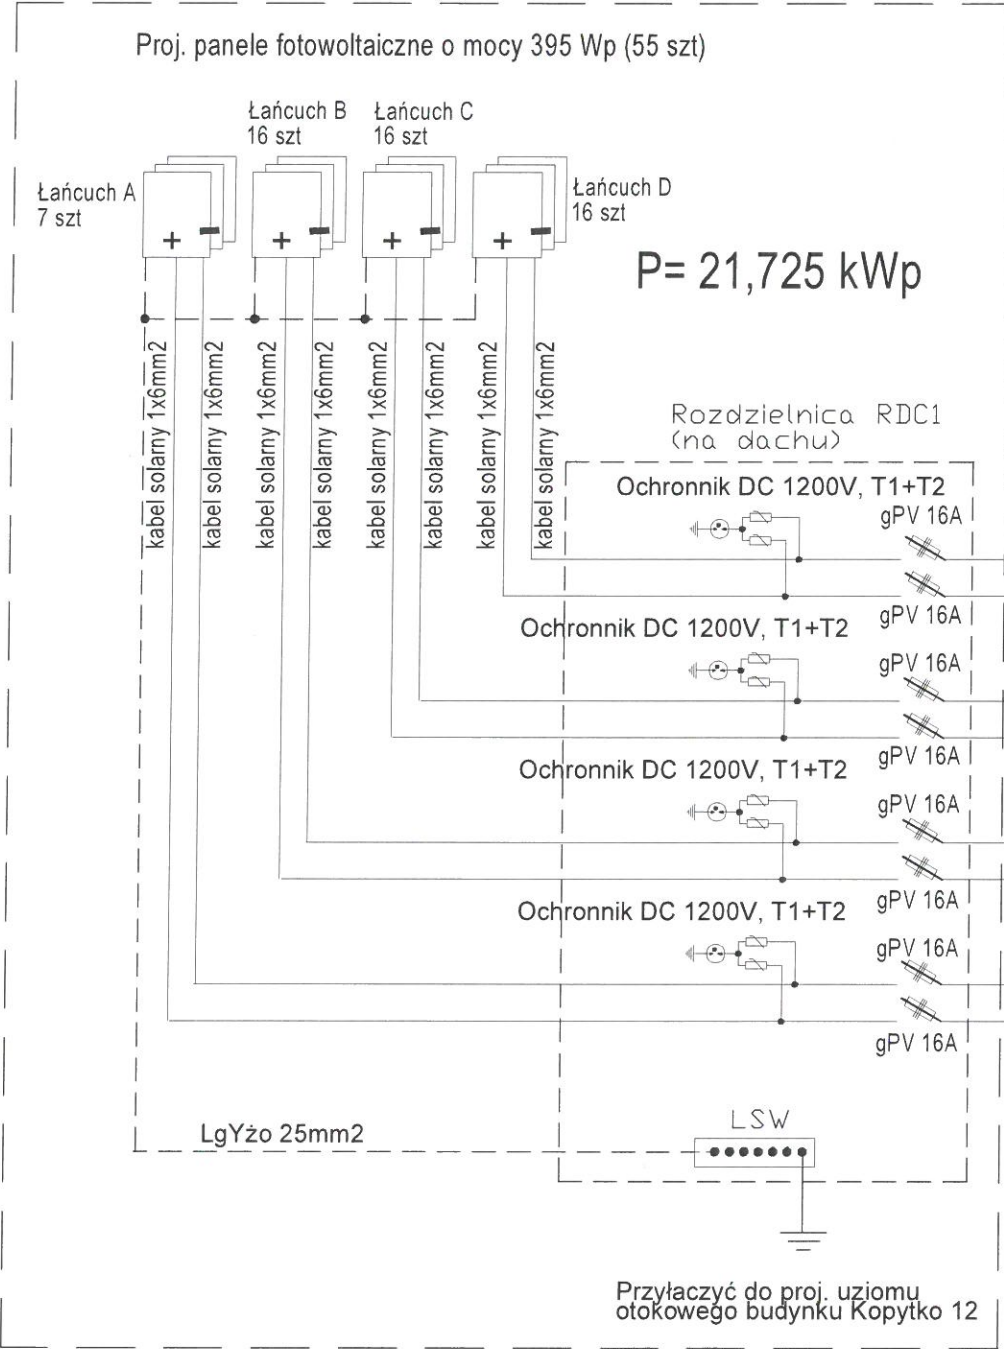 Proj. panele fotowoltaiczne o mocy 395 Wp (55 szt)
Łańcuch B
16 szt
Łańcuch C
16 szt
Łańcuch A
7 szt
Łańcuch D
16 szt
P= 21,725 kWp
kabel solarny 1x6mm2
kabel solarny 1x6mm2
kabel solarny 1x6mm2
kabel solarny 1x6mm2
kabel solarny 1x6mm2
kabel solarny 1x6mm2
kabel solarny 1x6mm2
kabel solarny 1x6mm2
Rozdzielnica RDC1
(na dachu)
Ochronnik DC 1200V, T1+T2
gPV 16A
gPV 16A
Ochronnik DC 1200V, T1+T2
gPV 16A
gPV 16A
Ochronnik DC 1200V, T1+T2
gPV 16A
gPV 16A
Ochronnik DC 1200V, T1+T2
gPV 16A
gPV 16A
LSW
LgYżo 25mm2
Przyłaczyć do proj. uziomu
otokowego budynku Kopytko 12